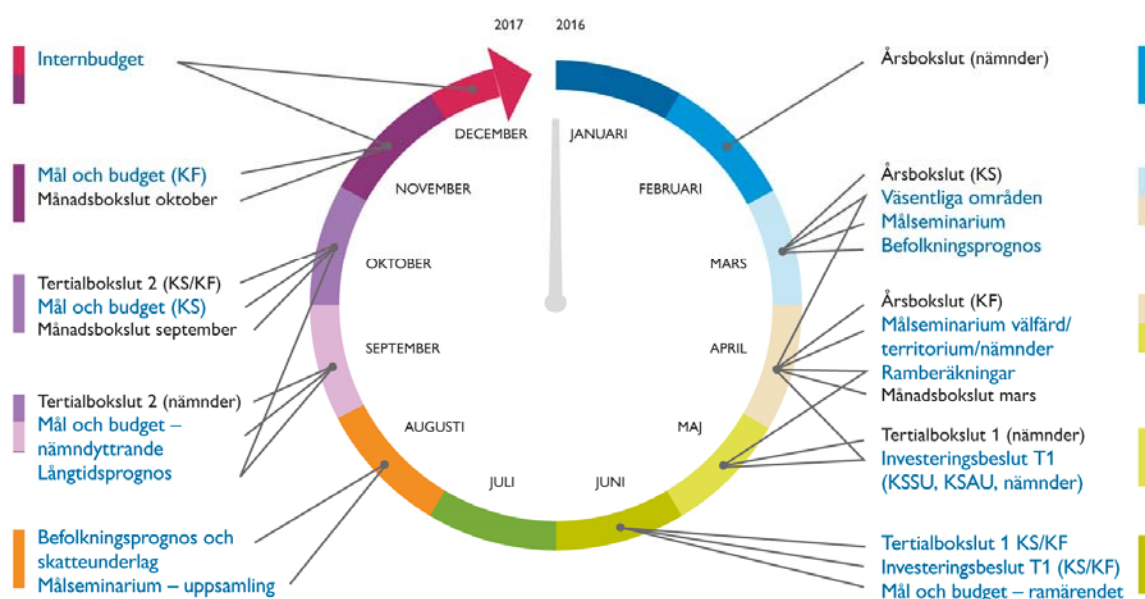 2017
2016
Internbudget
Mål och budget (KF)
Månadsbokslut oktober
Tertialbokslut 2 (KS/KF)
Mål och budget (KS)
Månadsbokslut september
Tertialbokslut 2 (nämnder)
Mål och budget –
nämndyttrande
Långtidsprognos
Befolkningsprognos och
skatteunderlag
Målseminarium – uppsamling
DECEMBER
JANUARI
NOVEMBER
FEBRUARI
OKTOBER
MARS
SEPTEMBER
APRIL
AUGUSTI
MAJ
JULI
JUNI
Årsbokslut (nämnder)
Årsbokslut (KS)
Väsentliga områden
Målseminarium
Befolkningsprognos
Årsbokslut (KF)
Målseminarium välfärd/
territorium/nämnder
Ramberäkningar
Månadsbokslut mars
Tertialbokslut 1 (nämnder)
Investeringsbeslut T1
(KSSU, KSAU, nämnder)
Tertialbokslut 1 KS/KF
Investeringsbeslut T1 (KS/KF)
Mål och budget – ramärendet